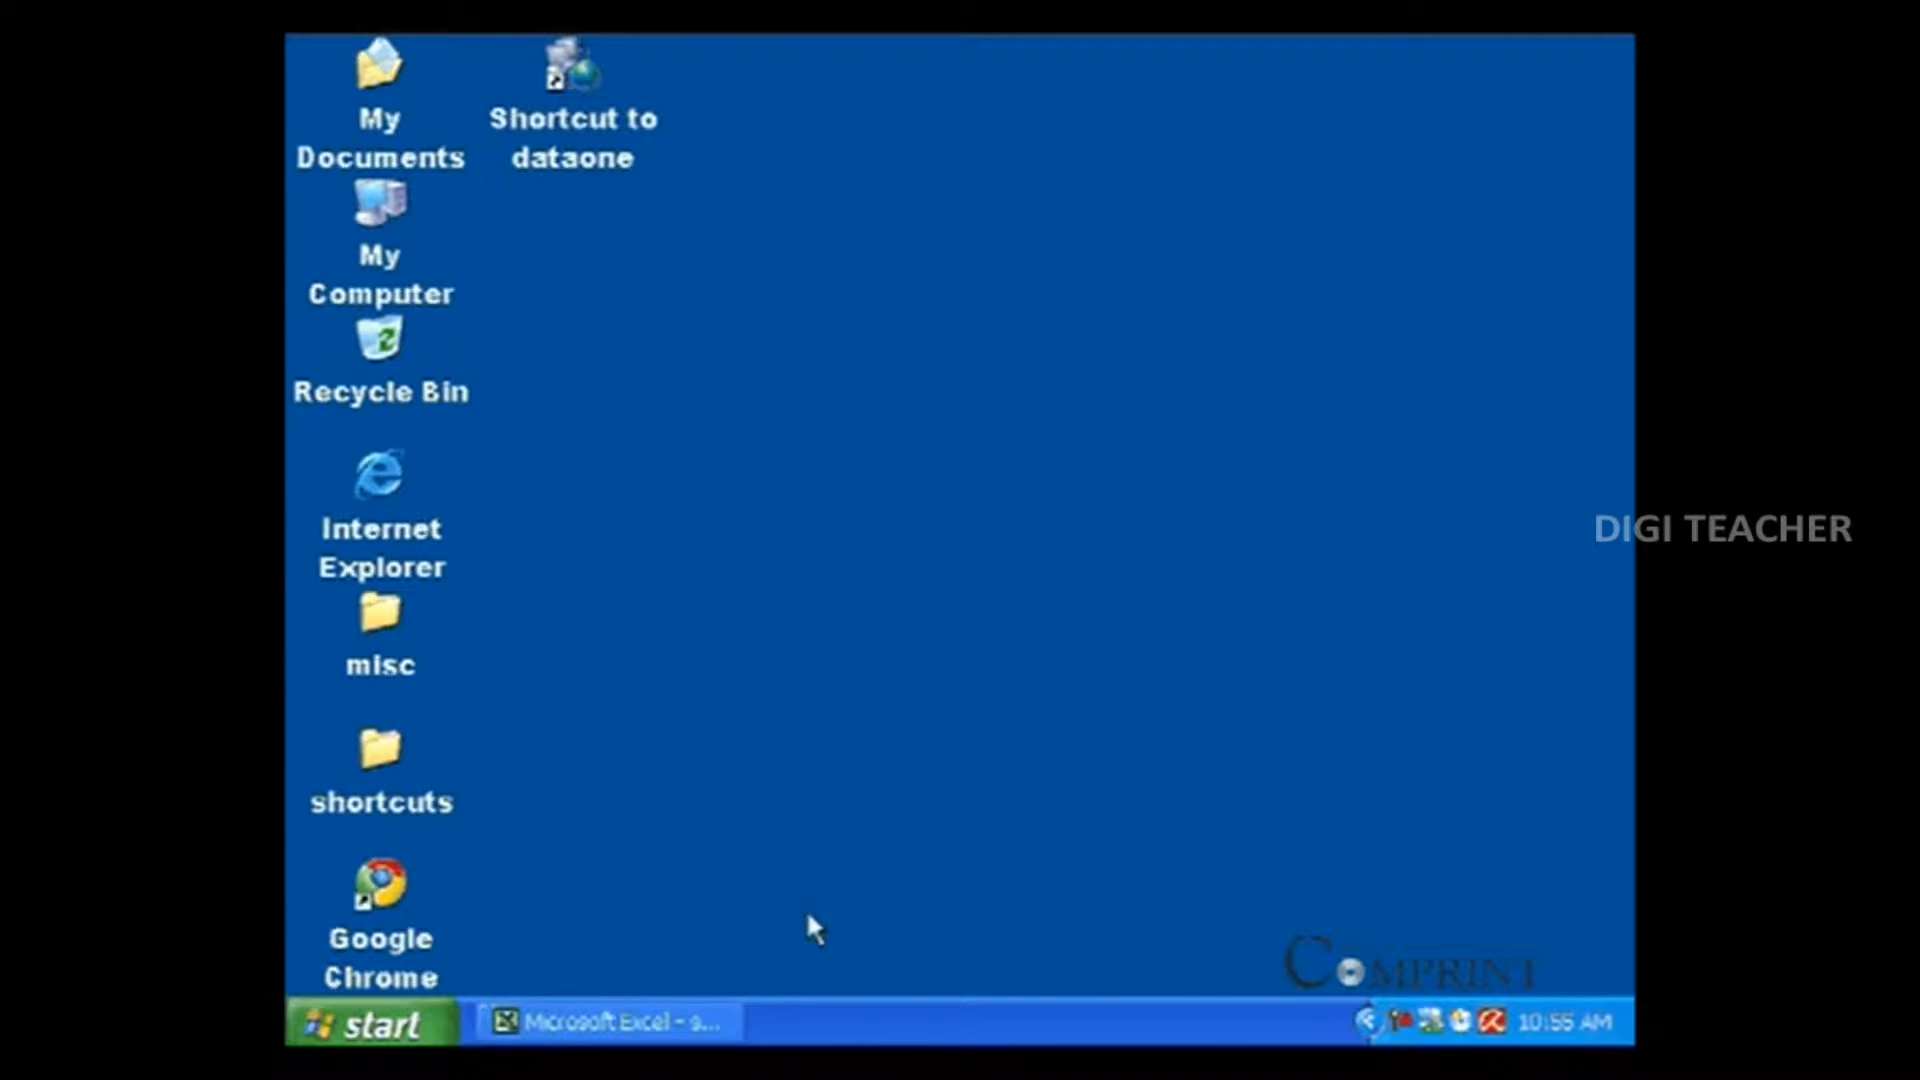 My
Documents
Shortcut to
dataone
My
Computer
Recycle Bin
Internet
Explorer
misc
shortcuts
Google
Chrome
DIGI TEACHER
COMPRINT
start
Microsoft Excel - s...
10:55 AM